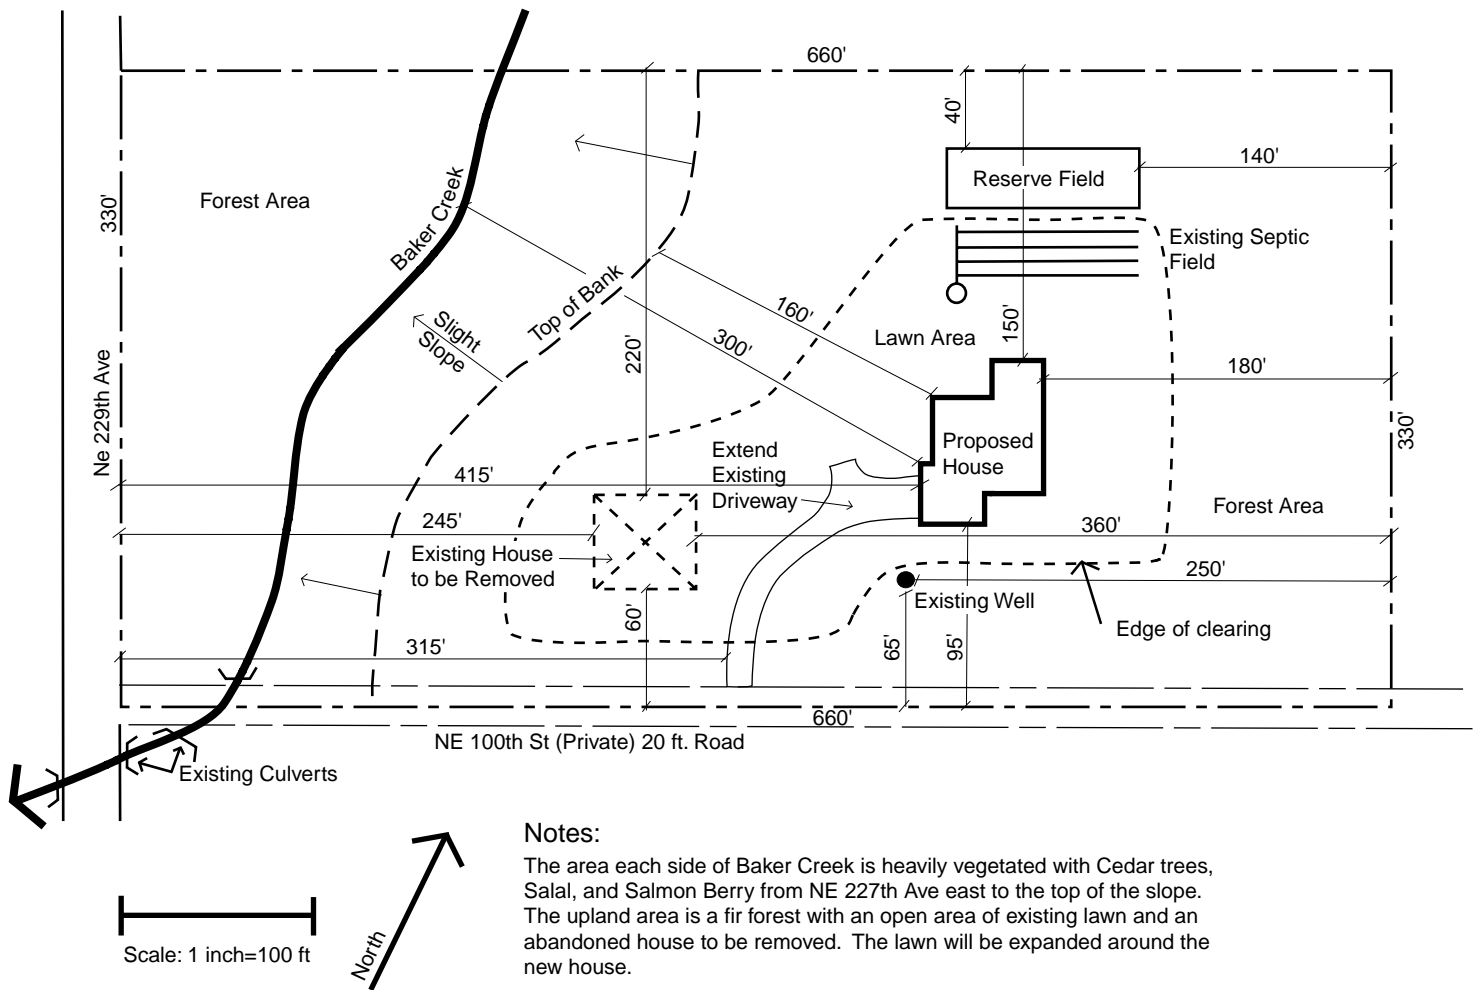 660'
40'
140'
Reserve Field
Forest Area
330'
Baker Creek
Existing Septic
Field
Top of Bank
160'
150'
Lawn Area
Slight
Slope
300'
220'
180'
Ne 229th Ave
330'
Proposed
House
Extend
Existing
Driveway
415'
Forest Area
245'
360'
Existing House
to be Removed
250'
Existing Well
60'
65'
95'
Edge of clearing
315'
660'
NE 100th St (Private) 20 ft. Road
Existing Culverts
Notes:
The area each side of Baker Creek is heavily vegetated with Cedar trees,
Salal, and Salmon Berry from NE 227th Ave east to the top of the slope.
The upland area is a fir forest with an open area of existing lawn and an
abandoned house to be removed.  The lawn will be expanded around the
new house.
Scale: 1 inch=100 ft
North